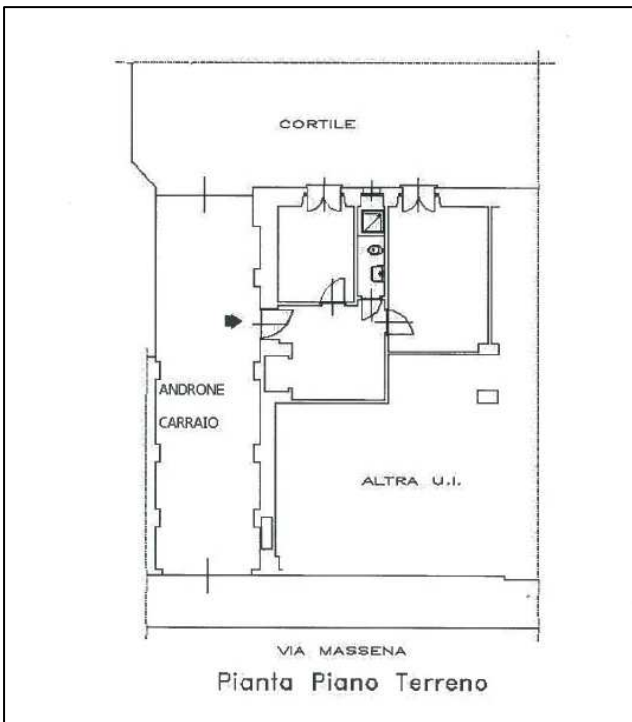 CORTILE
ANDRONE
CARRAIO
ALTRA U.I.
VIA MASSENA
Pianta Piano Terreno